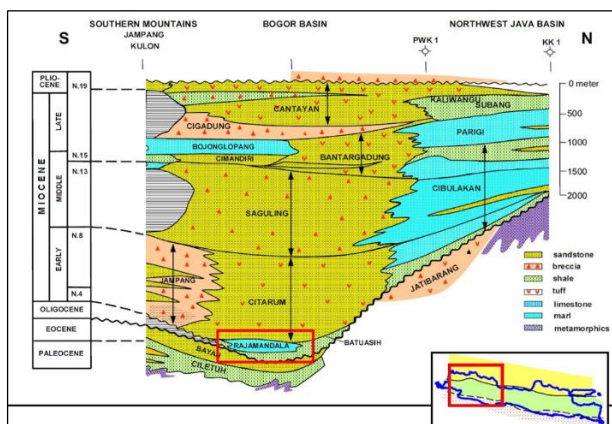 SOUTHERN MOUNTAINS
BOGOR BASIN
NORTHWEST JAVA BASIN
S
JAMPANG
KULON
PWK 1
KK 1
N
PLIO-
CENE
N.19
MIOCENE
LATE
N.15
N.13
MIDDLE
N.8
EARLY
N.4
OLIGOCENE
EOCENE
PALEOCENE
0 meter
500
1000
1500
2000
CANTAYAN
KALIWANGU
SUBANG
CIGADUNG
PARIGI
BOJONGLOPANG
CIMANDIRI
BANTARGADUNG
CIBULAKAN
SAGULING
JATIBARANG
JAMPANG
CITARUM
RAJAMANDALA
BATUASIH
BAYAH
CILETUH
sandstone
breccia
shale
tuff
limestone
marl
metamorphics